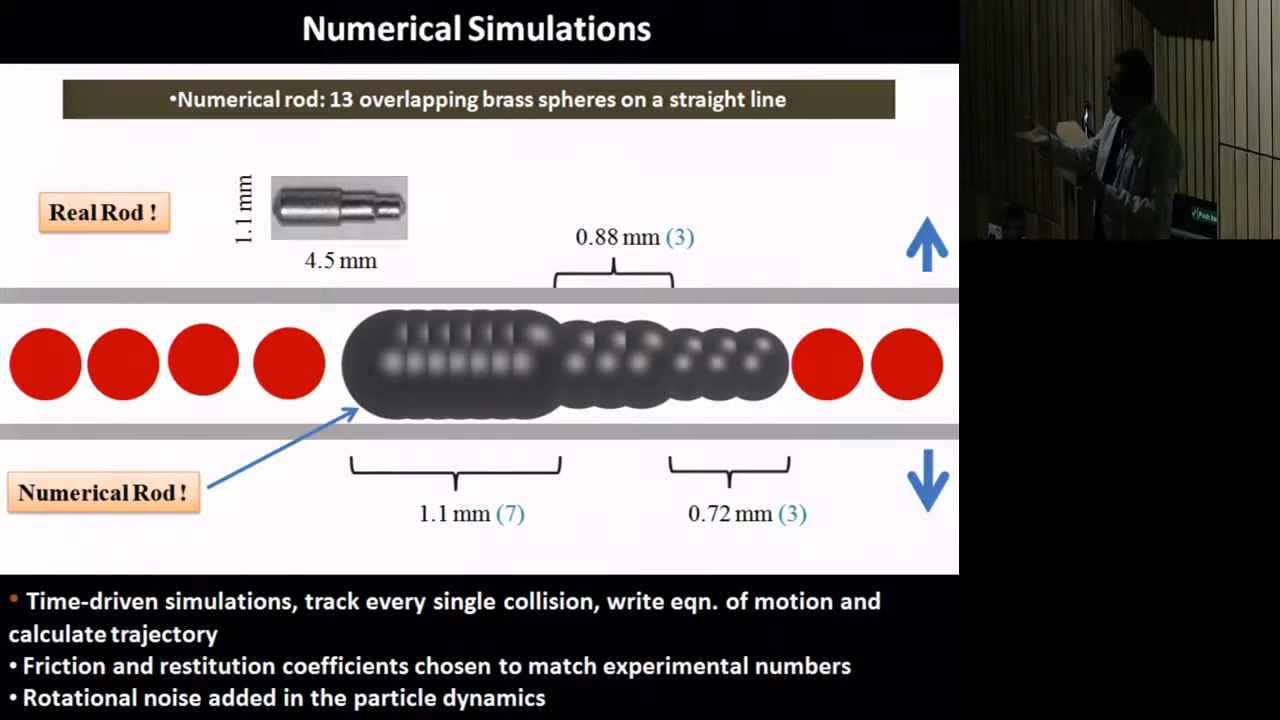 Numerical Simulations
•Numerical rod: 13 overlapping brass spheres on a straight line
Real Rod !
1.1 mm
4.5 mm
0.88 mm (3)
Numerical Rod !
1.1 mm (7)
0.72 mm (3)
• Time-driven simulations, track every single collision, write eqn. of motion and
calculate trajectory
• Friction and restitution coefficients chosen to match experimental numbers
• Rotational noise added in the particle dynamics